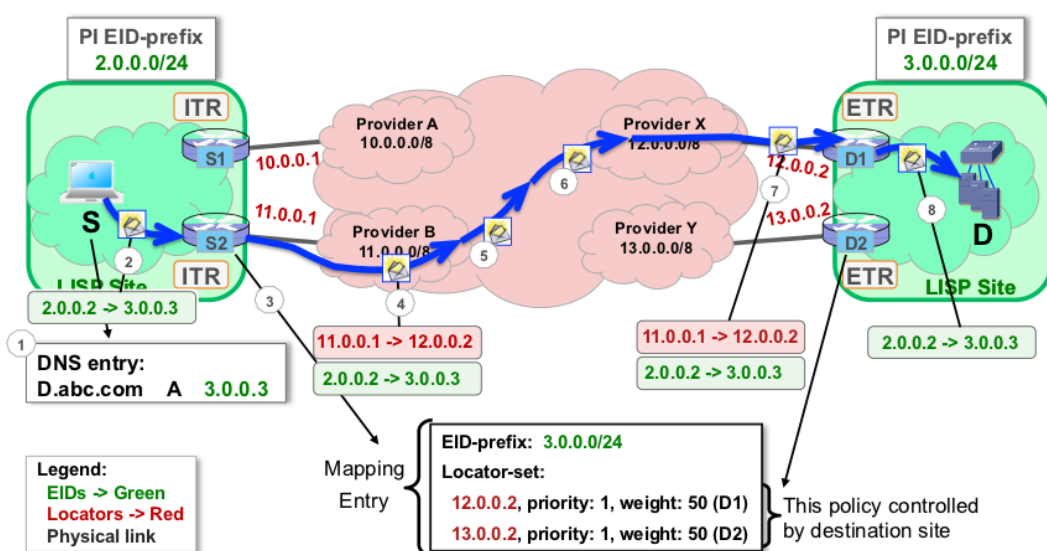 PI EID-prefix
2.0.0.0/24
PI EID-prefix
3.0.0.0/24
ITR
S1
10.0.0.1
Provider A
10.0.0.0/8
Provider X
12.0.0.0/8
12.0.0.2
ETR
D1
S
11.0.0.1
S2
ITR
LISP Site
Provider B
11.0.0.0/8
Provider Y
13.0.0.0/8
13.0.0.2
D2
ETR
D
LISP Site
2
3
4
5
6
7
8
2.0.0.2 -> 3.0.0.3
1
DNS entry:
D.abc.com A 3.0.0.3
11.0.0.1 -> 12.0.0.2
2.0.0.2 -> 3.0.0.3
11.0.0.1 -> 12.0.0.2
2.0.0.2 -> 3.0.0.3
2.0.0.2 -> 3.0.0.3
Mapping
Entry
EID-prefix: 3.0.0.0/24
Locator-set:
12.0.0.2, priority: 1, weight: 50 (D1)
13.0.0.2, priority: 1, weight: 50 (D2)
This policy controlled
by destination site
Legend:
EIDs -> Green
Locators -> Red
Physical link